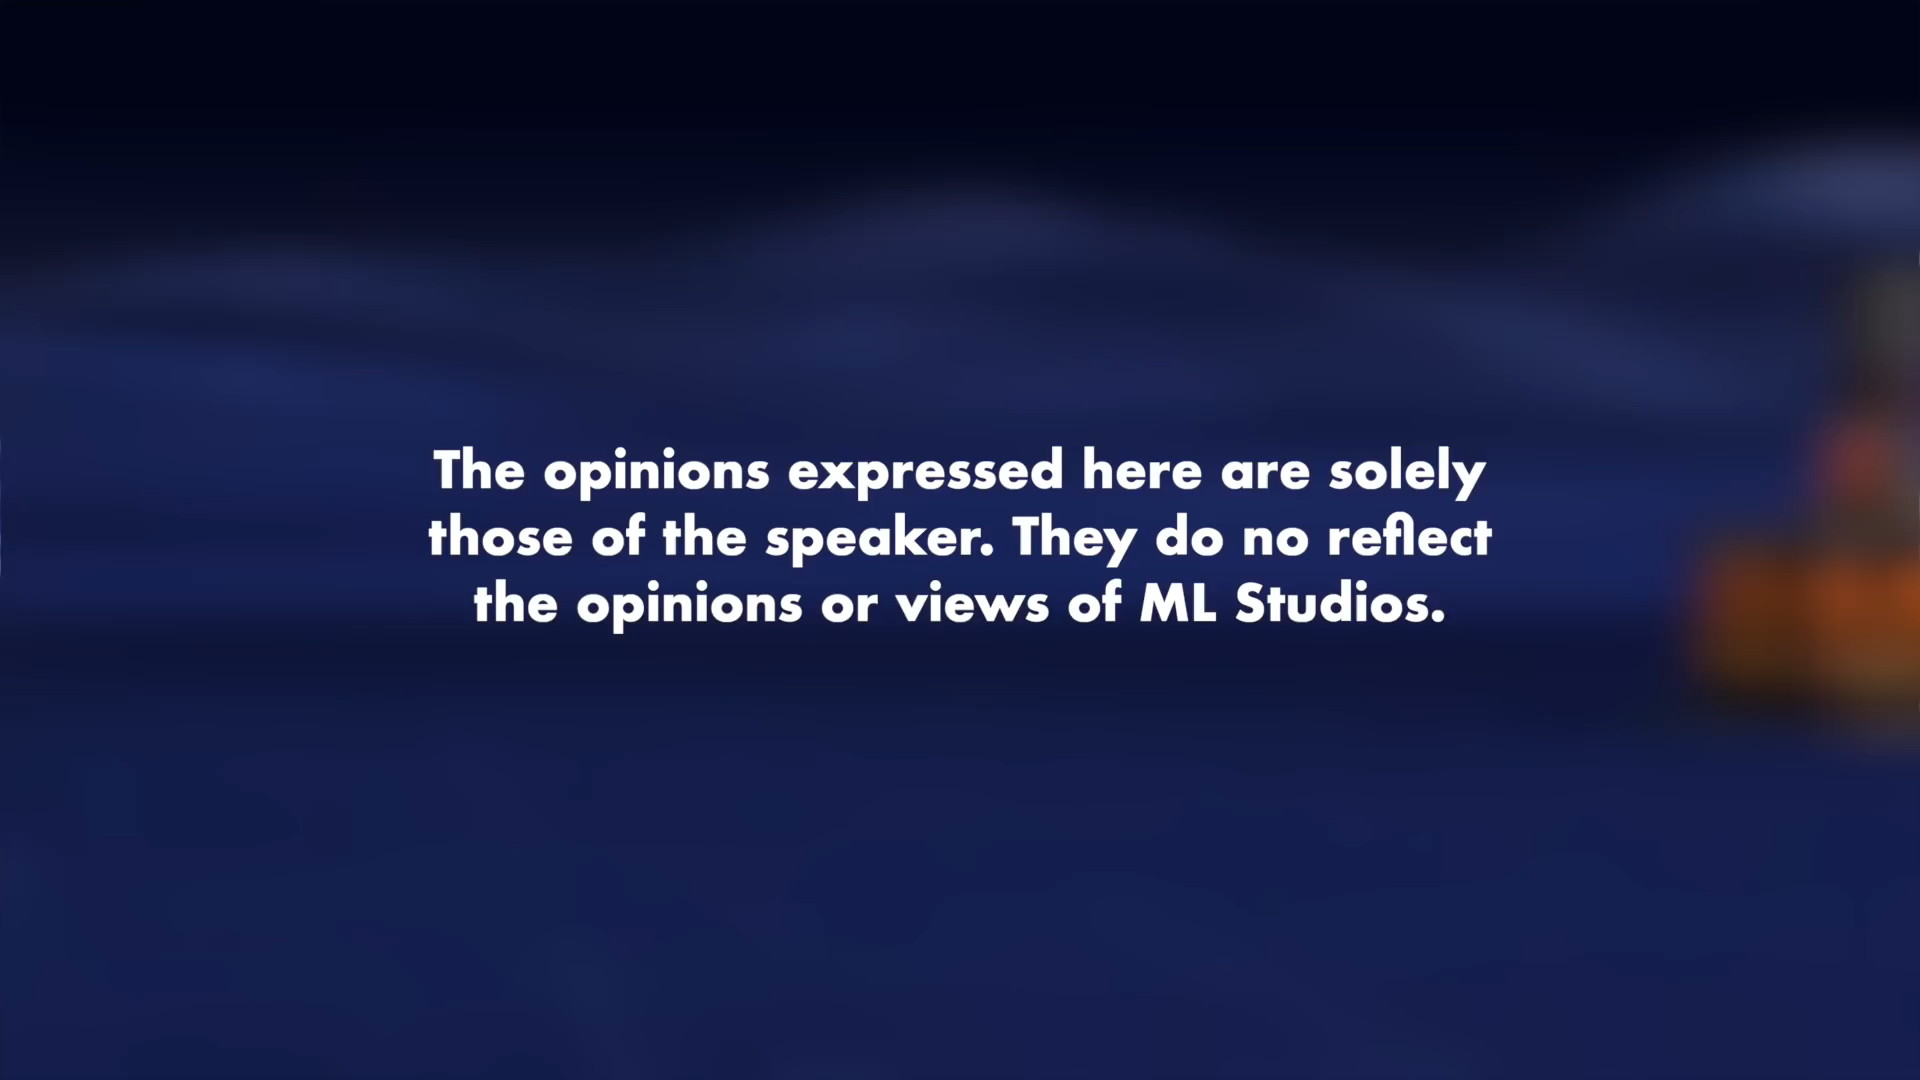 The opinions expressed here are solely
those of the speaker. They do no reflect
the opinions or views of ML Studios.